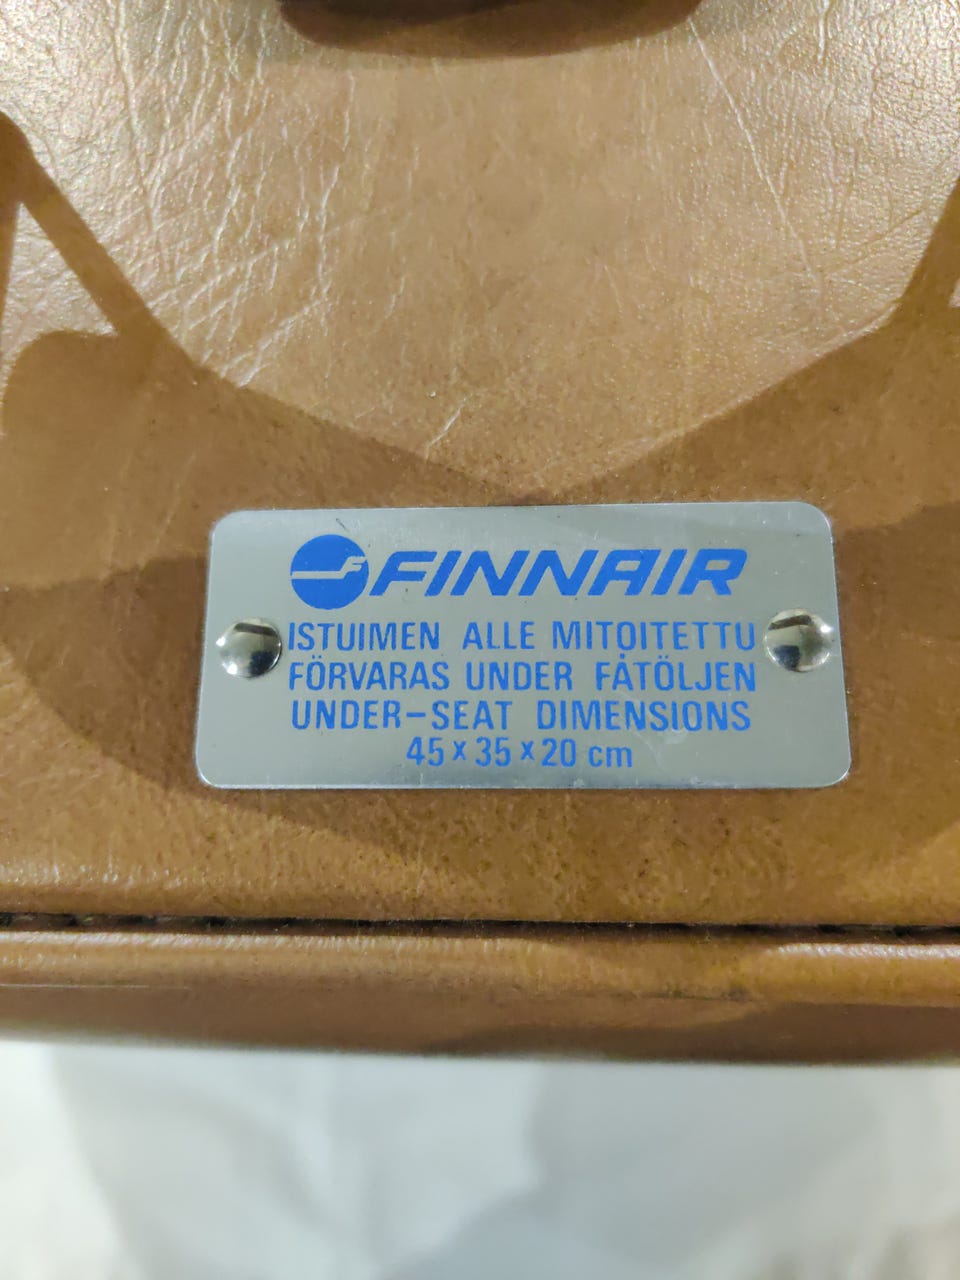 FINNAIR
ISTUIMEN ALLE MITOITETTU
FÖRVARAS UNDER FÅTÖLJEN
UNDER-SEAT DIMENSIONS
45 x 35 x 20 cm